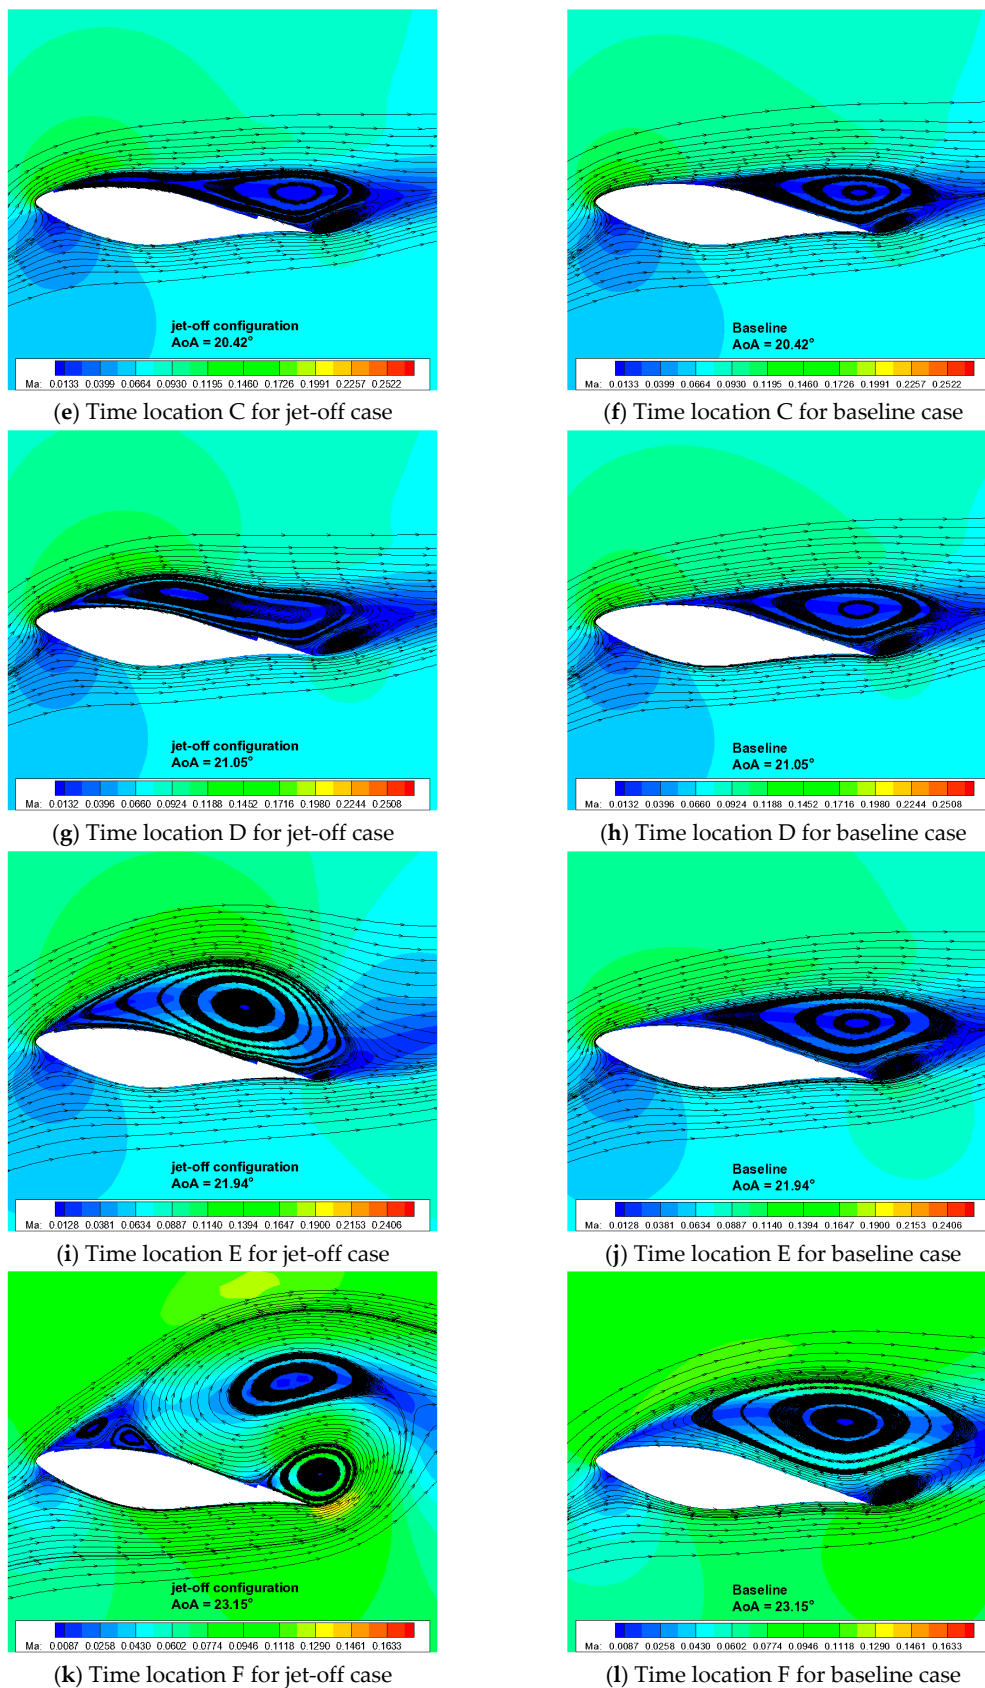 jet-off configuration
AoA = 20.42°
Ma: 0.0133 0.0399 0.0664 0.0930 0.1195 0.1460 0.1726 0.1991 0.2257 0.2522
(e) Time location C for jet-off case
Baseline
AoA = 20.42°
Ma: 0.0133 0.0399 0.0664 0.0930 0.1195 0.1460 0.1726 0.1991 0.2257 0.2522
(f) Time location C for baseline case
jet-off configuration
AoA = 21.05°
Ma: 0.0132 0.0396 0.0660 0.0924 0.1188 0.1452 0.1716 0.1980 0.2244 0.2508
(g) Time location D for jet-off case
Baseline
AoA = 21.05°
Ma: 0.0132 0.0396 0.0660 0.0924 0.1188 0.1452 0.1716 0.1980 0.2244 0.2508
(h) Time location D for baseline case
jet-off configuration
AoA = 21.94°
Ma: 0.0128 0.0381 0.0634 0.0887 0.1140 0.1394 0.1647 0.1900 0.2153 0.2406
(i) Time location E for jet-off case
Baseline
AoA = 21.94°
Ma: 0.0128 0.0381 0.0634 0.0887 0.1140 0.1394 0.1647 0.1900 0.2153 0.2406
(j) Time location E for baseline case
jet-off configuration
AoA = 23.15°
Ma: 0.0087 0.0258 0.0430 0.0602 0.0774 0.0946 0.1118 0.1290 0.1461 0.1633
(k) Time location F for jet-off case
Baseline
AoA = 23.15°
Ma: 0.0087 0.0258 0.0430 0.0602 0.0774 0.0946 0.1118 0.1290 0.1461 0.1633
(l) Time location F for baseline case